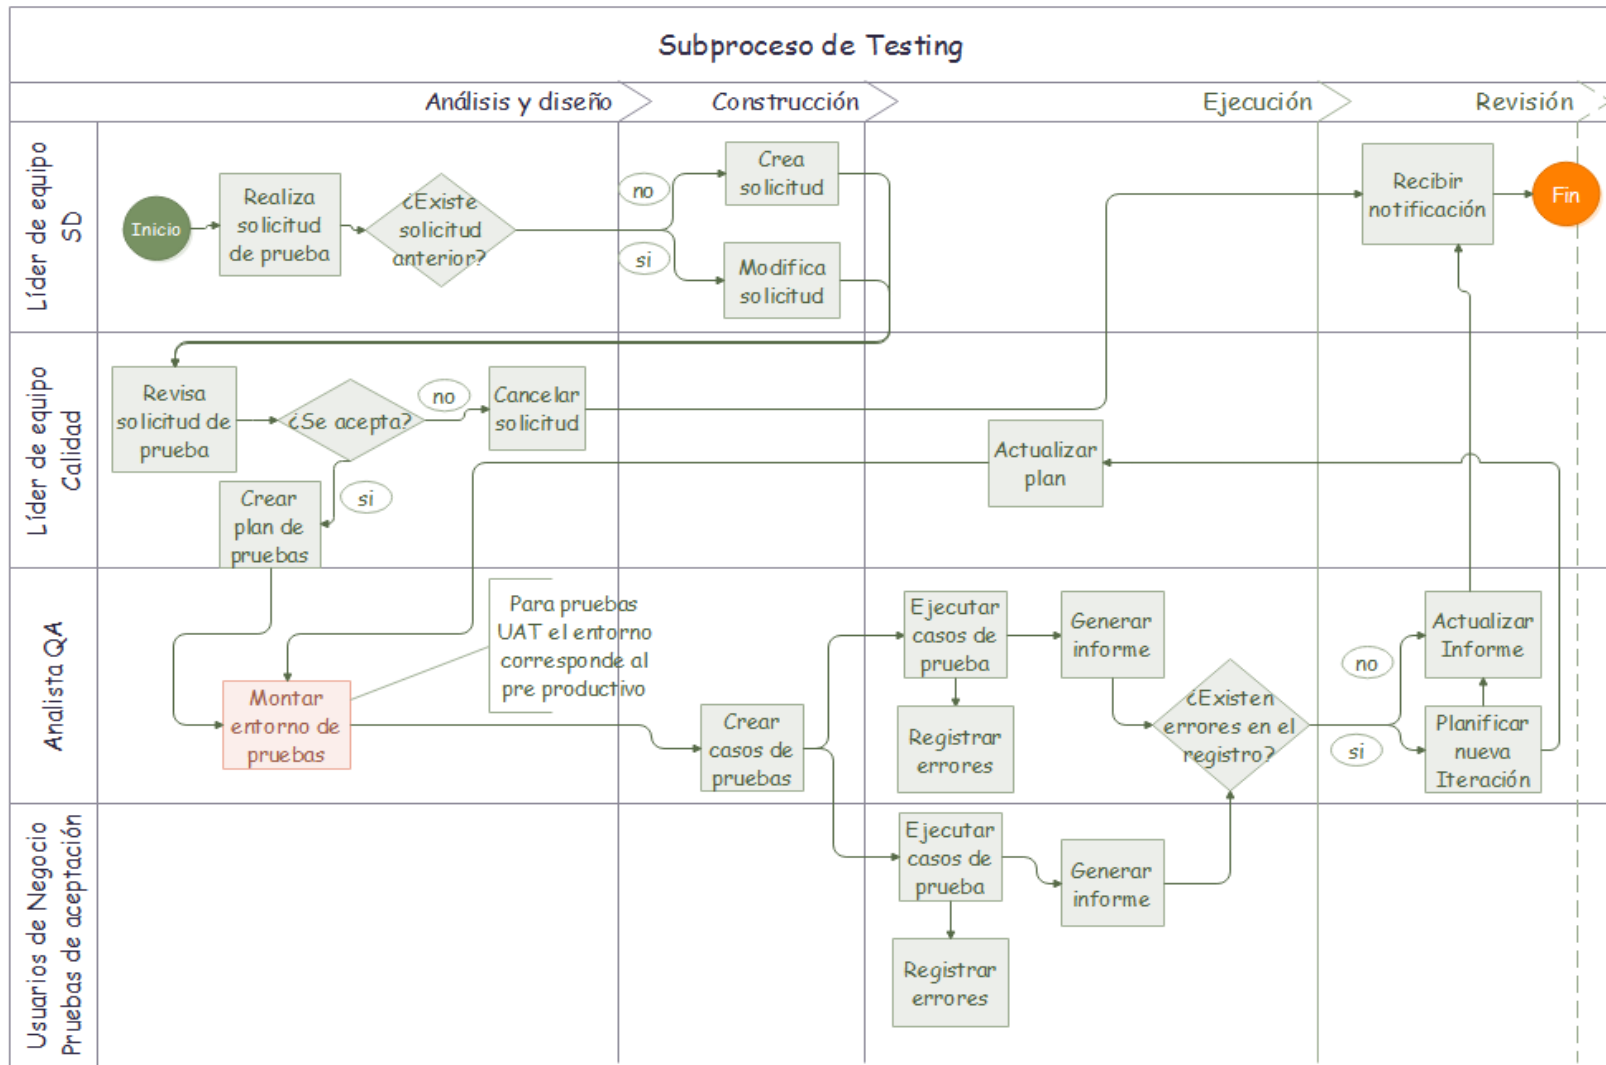 Subproceso de Testing
Análisis y diseño
Construcción
Ejecución
Revisión
Líder de equipo
SD
Inicio
Realiza
solicitud
de prueba
¿Existe
solicitud
anterior?
no
si
Crea
solicitud
Modifica
solicitud
Recibir
notificación
Fin
Líder de equipo
Calidad
Revisa
solicitud de
prueba
¿Se acepta?
no
si
Cancelar
solicitud
Crear
plan de
pruebas
Actualizar
plan
Analista QA
Montar
entorno de
pruebas
Para pruebas
UAT el entorno
corresponde al
pre productivo
Crear
casos de
pruebas
Ejecutar
casos de
prueba
Registrar
errores
Generar
informe
¿Existen
errores en el
registro?
no
si
Actualizar
Informe
Planificar
nueva
Iteración
Usuarios de Negocio
Pruebas de aceptación
Ejecutar
casos de
prueba
Registrar
errores
Generar
informe